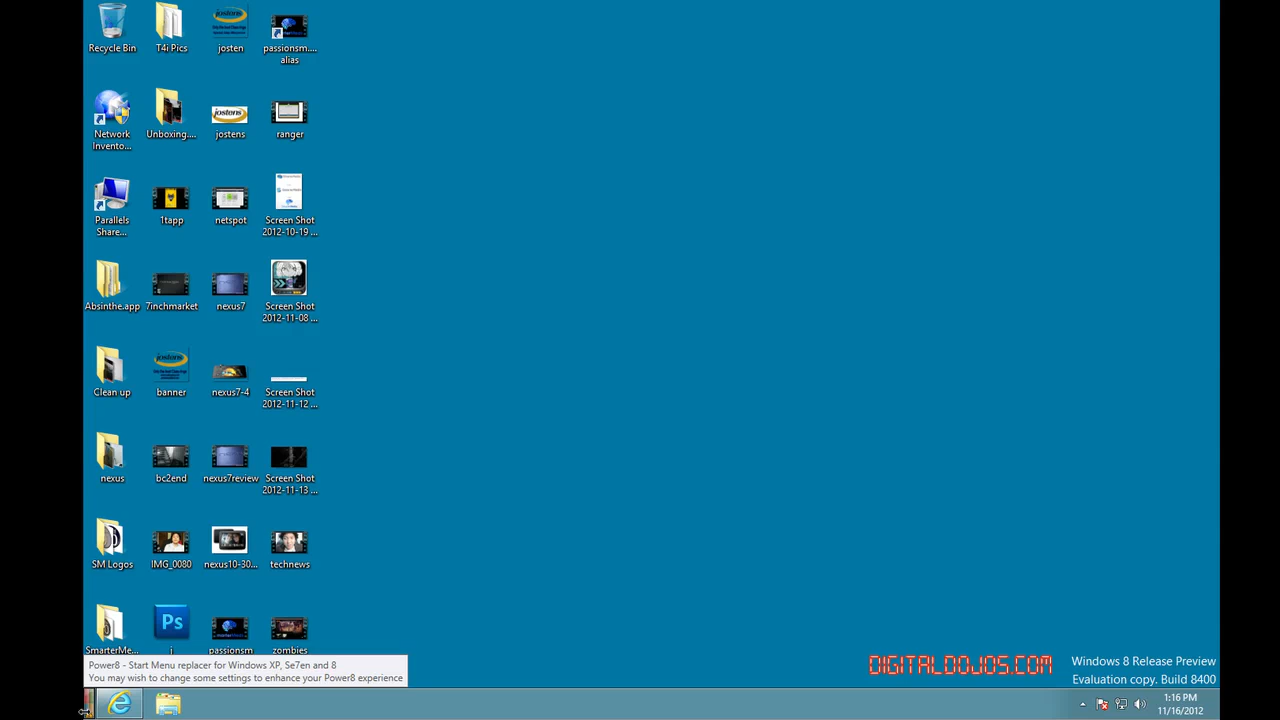 Recycle Bin
T4i Pics
josten
passionsm....
alias
Network
Invento...
Unboxing....
jostens
jostens
ranger
Parallels
Share...
1tapp
netspot
Screen Shot
2012-10-19 ...
Absinthe.app
7inchmarket
nexus7
Screen Shot
2012-11-08 ...
Clean up
jostens
banner
nexus7-4
Screen Shot
2012-11-12 ...
nexus
bc2end
nexus7review
Screen Shot
2012-11-13 ...
SM Logos
IMG_0080
nexus10-30...
technews
SmarterMe...
Ps
j
passionsm
zombies
Power8 - Start Menu replacer for Windows XP, Se7en and 8
You may wish to change some settings to enhance your Power8 experience
DIGITALDOJOS.COM
Windows 8 Release Preview
Evaluation copy. Build 8400
1:16 PM
11/16/2012